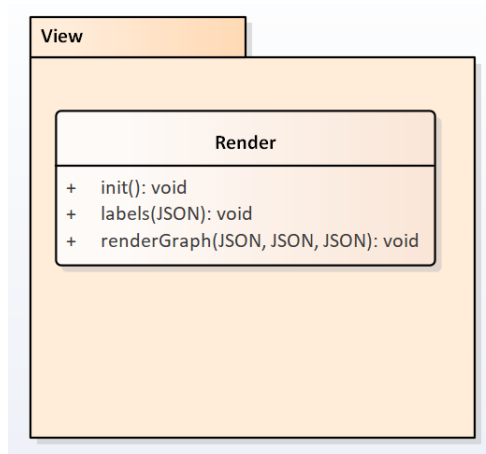 View
Render
+ init(): void
+ labels(JSON): void
+ renderGraph(JSON, JSON, JSON): void